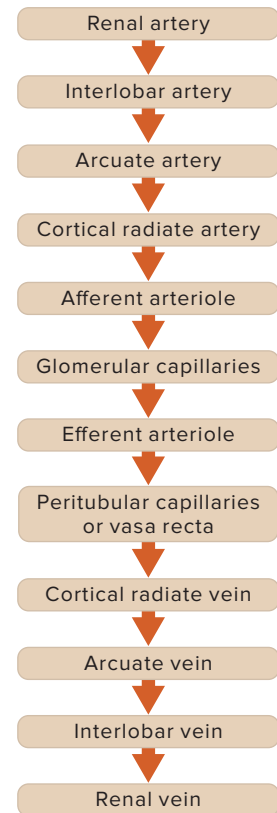 Renal artery
Interlobar artery
Arcuate artery
Cortical radiate artery
Afferent arteriole
Glomerular capillaries
Efferent arteriole
Peritubular capillaries
or vasa recta
Cortical radiate vein
Arcuate vein
Interlobar vein
Renal vein